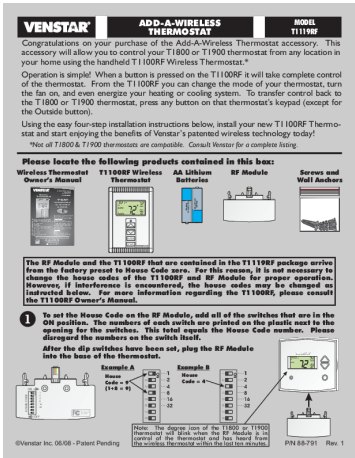 VENSTAR®
ADD-A-WIRELESS
THERMOSTAT
MODEL
T1119RF
Congratulations on your purchase of the Add-A-Wireless Thermostat accessory. This
accessory will allow you to control your T1800 or T1900 thermostat from any location in
your home using the handheld T1100RF Wireless Thermostat.*
Operation is simple! When a button is pressed on the T1100RF it will take complete control
of the thermostat. From the T1100RF you can change the mode of your thermostat, turn
the fan on, and even energize your heating or cooling system. To transfer control back to
the T1800 or T1900 thermostat, press any button on that thermostat's keypad (except for
the Outside button).
Using the easy four-step installation instructions below, install your new T1100RF Thermo-
stat and start enjoying the benefits of Venstar's patented wireless technology today!
*Not all T1800 & T1900 thermostats are compatible. Consult Venstar for a complete listing.
Please locate the following products contained in this box:
Wireless Thermostat
Owner's Manual
T1100RF Wireless
Thermostat
AA Lithium
Batteries
RF Module
Screws and
Wall Anchors
The RF Module and the T1100RF that are contained in the T1119RF package arrive
from the factory preset to House Code zero. For this reason, it is not necessary to
change the house codes of the T1100RF and RF Module for proper operation.
However, if interference is encountered, the house codes may be changed as
instructed below. For more information regarding the T1100RF, please consult
the T1100RF Owner's Manual.
1
To set the House Code on the RF Module, add all of the switches that are in the
ON position. The numbers of each switch are printed on the plastic next to the
opening for the switches. This total equals the House Code number. Please
disregard the numbers on the switch itself.
After the dip switches have been set, plug the RF Module
into the base of the thermostat.
Example A
House
Code = 9
(1+8 = 9)
1
2
4
8
16
32
Example B
House
Code = 4
1
2
4
8
16
32
72
Note: The degree icon of the T1800 or T1900
thermostat will blink when the RF Module is in
control of the thermostat and has heard from
the wireless thermostat within the last ten minutes.
©Venstar Inc. 06/08 - Patent Pending
P/N 88-791
Rev. 1